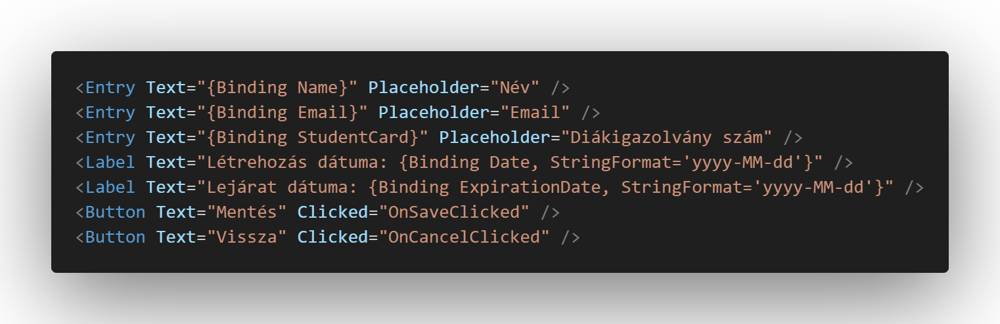 <Entry Text="{Binding Name}" Placeholder="Név" />
<Entry Text="{Binding Email}" Placeholder="Email" />
<Entry Text="{Binding StudentCard}" Placeholder="Diákigazolvány szám" />
<Label Text="Létrehozás dátuma: {Binding Date, StringFormat='yyyy-MM-dd'}" />
<Label Text="Lejárat dátuma: {Binding ExpirationDate, StringFormat='yyyy-MM-dd'}" />
<Button Text="Mentés" Clicked="OnSaveClicked" />
<Button Text="Vissza" Clicked="OnCancelClicked" />